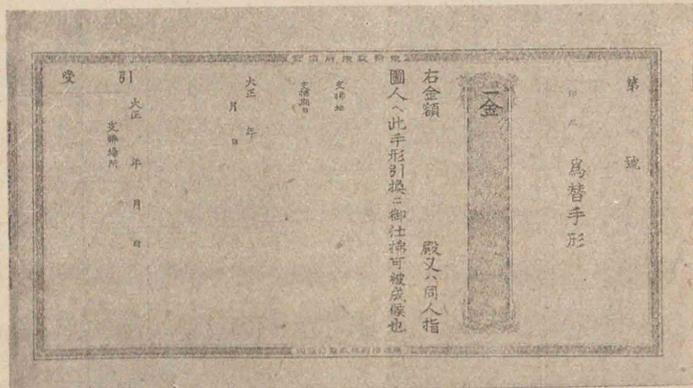 第　號
爲替手形
一金
右金額　殿又ハ同人指
圖人ヘ此手形引換ニ御仕拂可被成候也
支拂地
支拂期日
大正　年
月　日
引受
大正　年　月　日
支拂場所